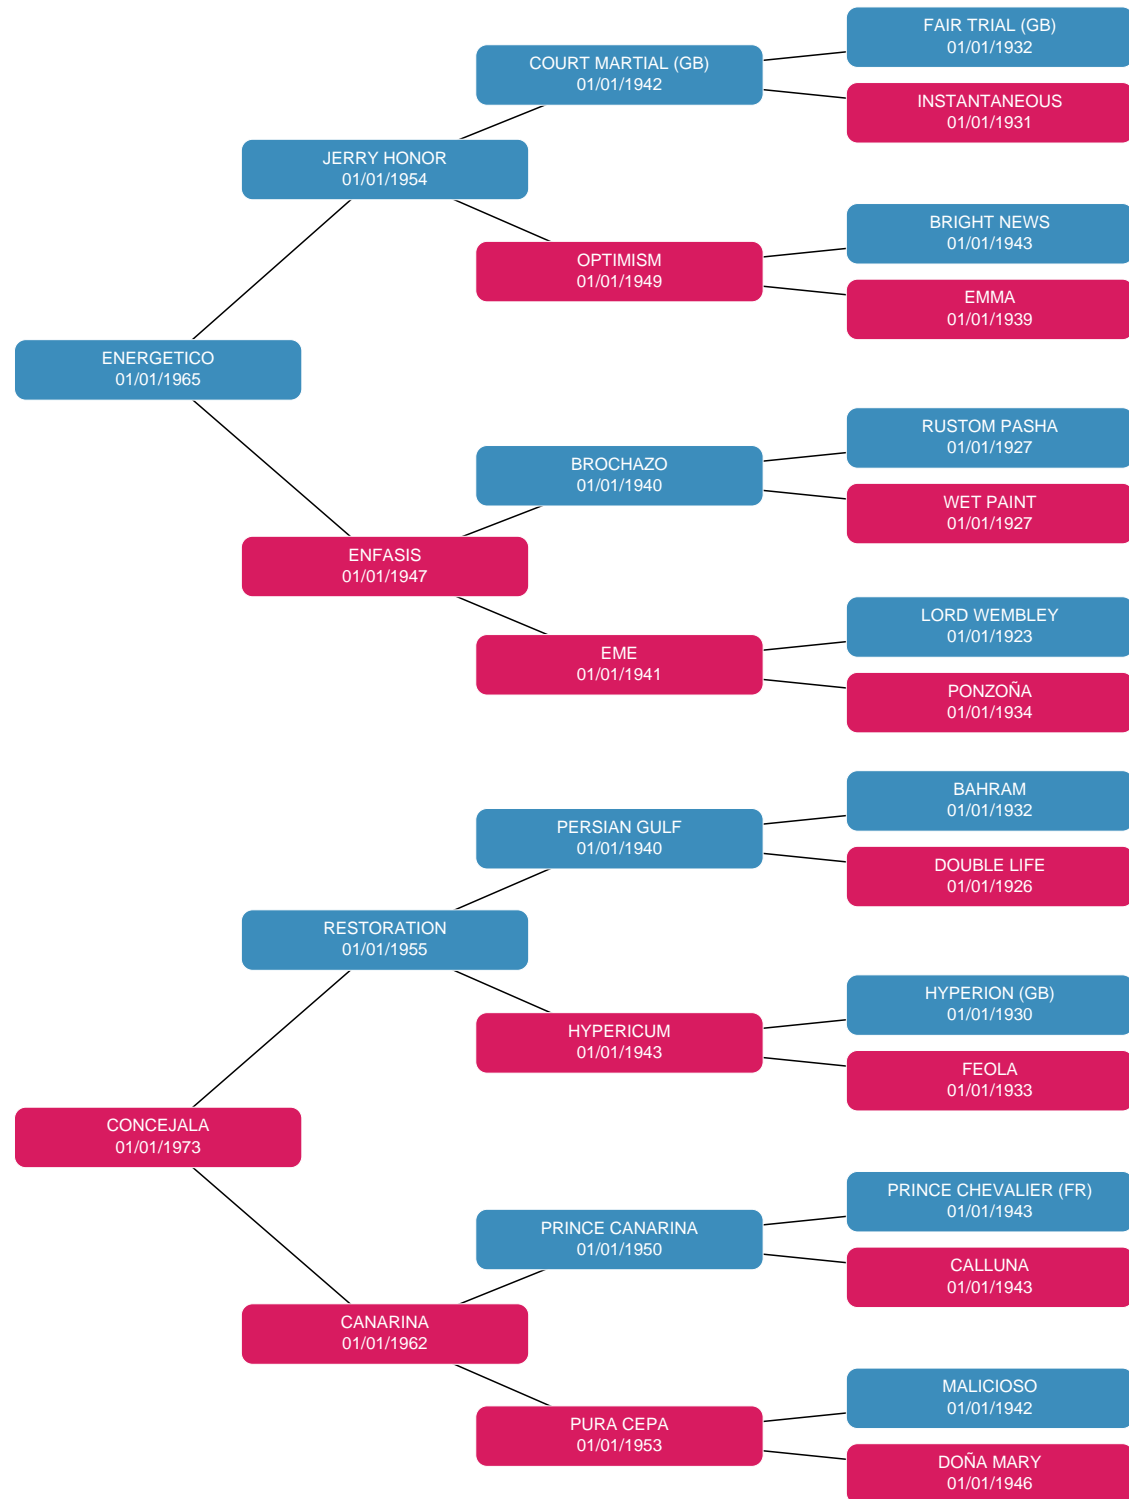 FAIR TRIAL (GB)
01/01/1932
COURT MARTIAL (GB)
01/01/1942
INSTANTANEOUS
01/01/1931
JERRY HONOR
01/01/1954
BRIGHT NEWS
01/01/1943
OPTIMISM
01/01/1949
EMMA
01/01/1939
ENERGETICO
01/01/1965
RUSTOM PASHA
01/01/1927
BROCHAZO
01/01/1940
WET PAINT
01/01/1927
ENFASIS
01/01/1947
LORD WEMBLEY
01/01/1923
EME
01/01/1941
PONZOÑA
01/01/1934
BAHRAM
01/01/1932
PERSIAN GULF
01/01/1940
DOUBLE LIFE
01/01/1926
RESTORATION
01/01/1955
HYPERION (GB)
01/01/1930
HYPERICUM
01/01/1943
FEOLA
01/01/1933
CONCEJALA
01/01/1973
PRINCE CHEVALIER (FR)
01/01/1943
PRINCE CANARINA
01/01/1950
CALLUNA
01/01/1943
CANARINA
01/01/1962
MALICIOSO
01/01/1942
PURA CEPA
01/01/1953
DOÑA MARY
01/01/1946